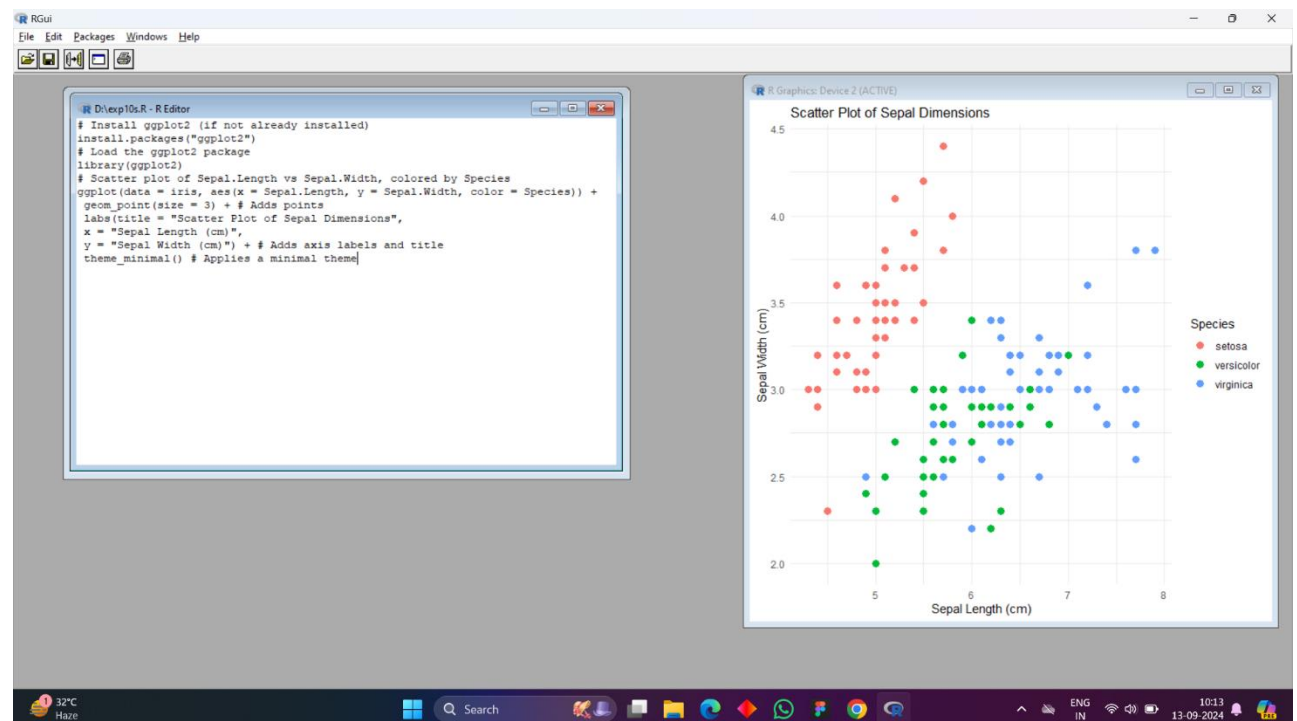 RGui
File Edit Packages Windows Help
D:\exp10s.R - R Editor
# Install ggplot2 (if not already installed)
install.packages("ggplot2")
# Load the ggplot2 package
library(ggplot2)
# Scatter plot of Sepal.Length vs Sepal.Width, colored by Species
ggplot(data = iris, aes(x = Sepal.Length, y = Sepal.Width, color = Species)) +
geom_point(size = 3) + # Adds points
labs(title = "Scatter Plot of Sepal Dimensions",
x = "Sepal Length (cm)",
y = "Sepal Width (cm)") + # Adds axis labels and title
theme_minimal() # Applies a minimal theme
R Graphics: Device 2 (ACTIVE)
Scatter Plot of Sepal Dimensions
4.5
4.0
3.5
3.0
2.5
2.0
Sepal Width (cm)
5 6 7 8
Sepal Length (cm)
Species
setosa
versicolor
virginica
1
32°C
Haze
Search
ENG
IN
10:13
13-09-2024
PRE